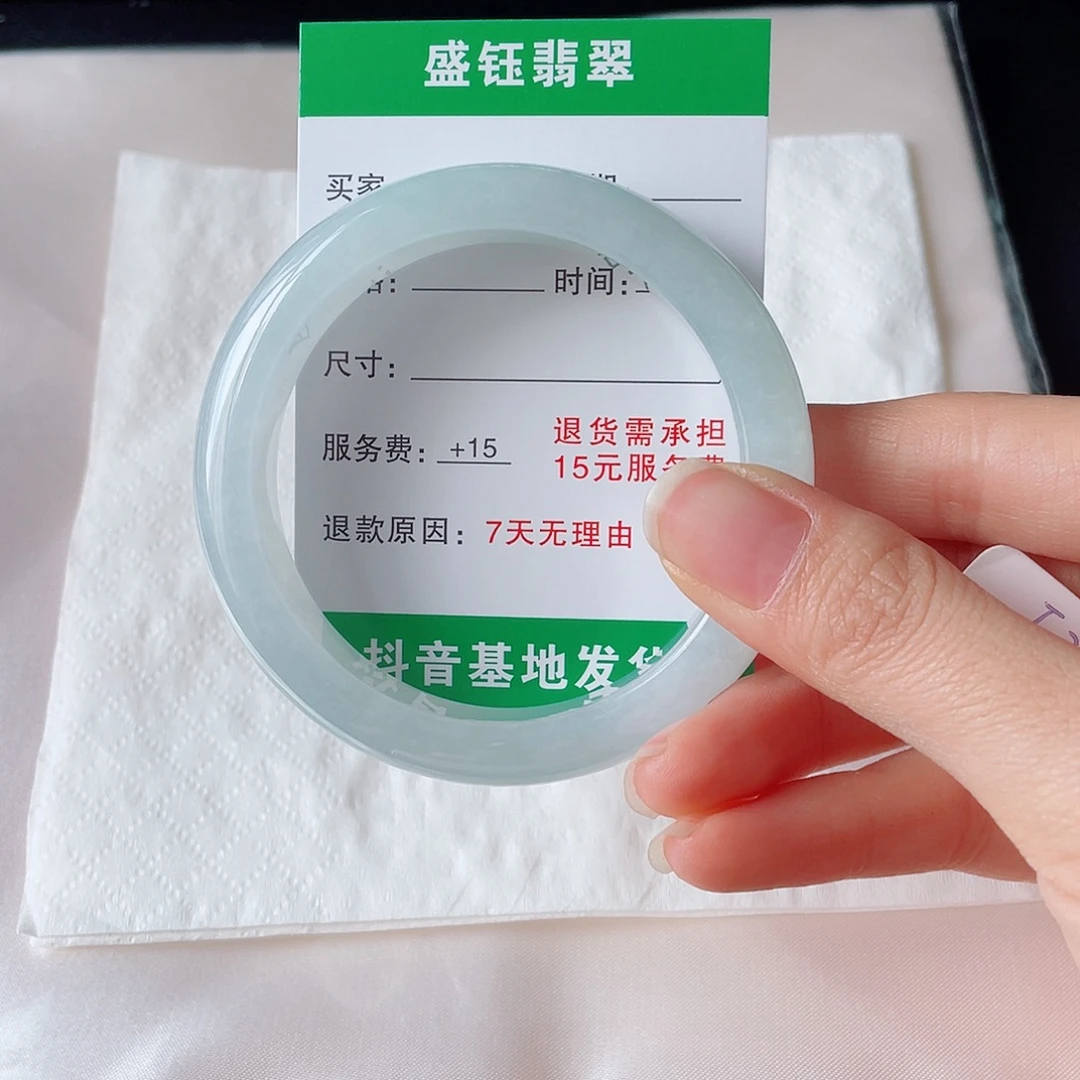 盛钰翡翠
买家
时间:
尺寸:
服务费: +15
退货需承担
15元服务费
退款原因: 7天无理由
抖音基地发货